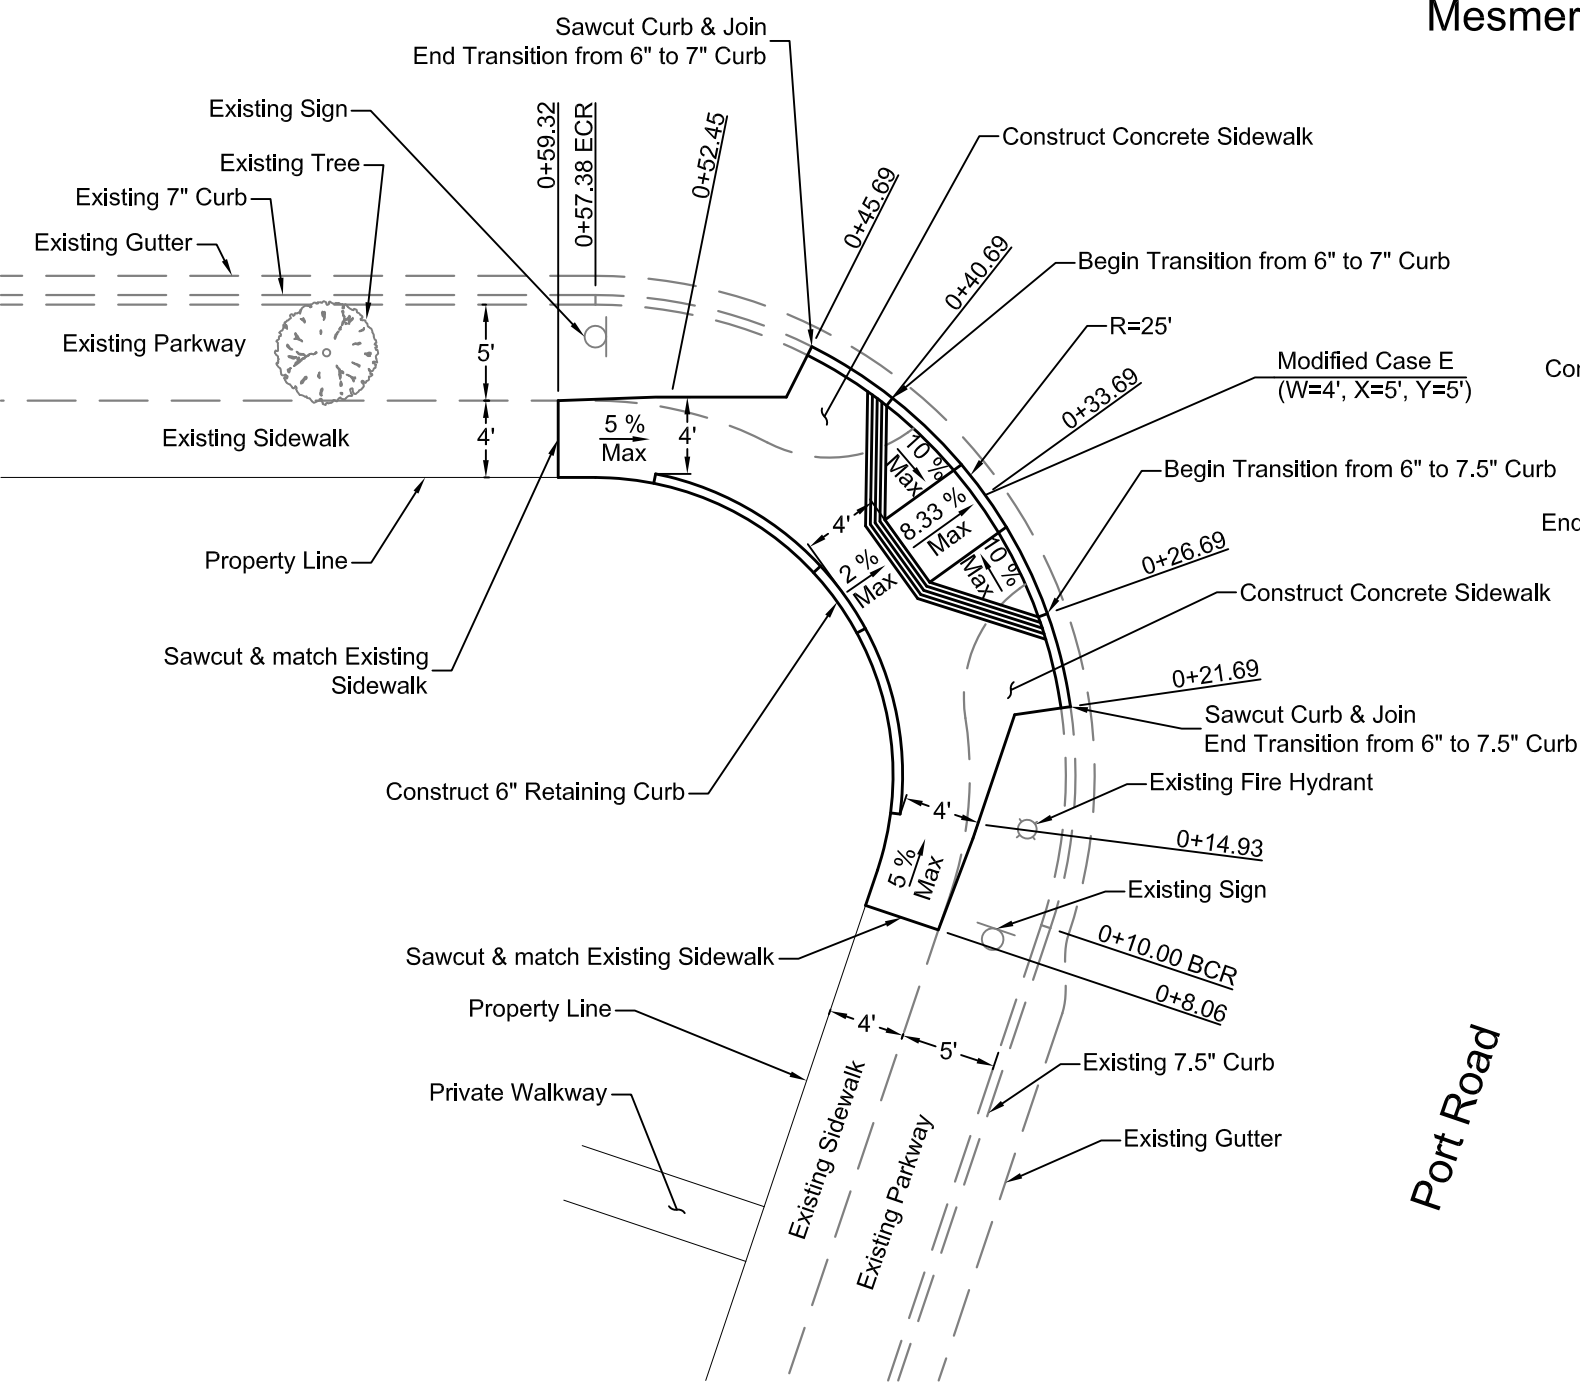 Mesmer
Sawcut Curb & Join
End Transition from 6" to 7" Curb
Existing Sign
0+59.32
0+57.38 ECR
0+52.45
Construct Concrete Sidewalk
Existing Tree
0+45.69
Existing 7" Curb
Existing Gutter
0+40.69
Begin Transition from 6" to 7" Curb
R=25'
Existing Parkway
5'
Modified Case E
(W=4', X=5', Y=5')
Cor
0+33.69
Existing Sidewalk
4'
5 %
Max
4'
10 %
Max
Begin Transition from 6" to 7.5" Curb
8.33 %
Max
End
4'
2 %
Max
10 %
Max
0+26.69
Property Line
Construct Concrete Sidewalk
Sawcut & match Existing
Sidewalk
0+21.69
Sawcut Curb & Join
End Transition from 6" to 7.5" Curb
Construct 6" Retaining Curb
Existing Fire Hydrant
4'
0+14.93
5 %
Max
Existing Sign
Sawcut & match Existing Sidewalk
0+10.00 BCR
0+8.06
Property Line
4'
5'
Existing 7.5" Curb
Private Walkway
Existing Sidewalk
Existing Parkway
Existing Gutter
Port Road